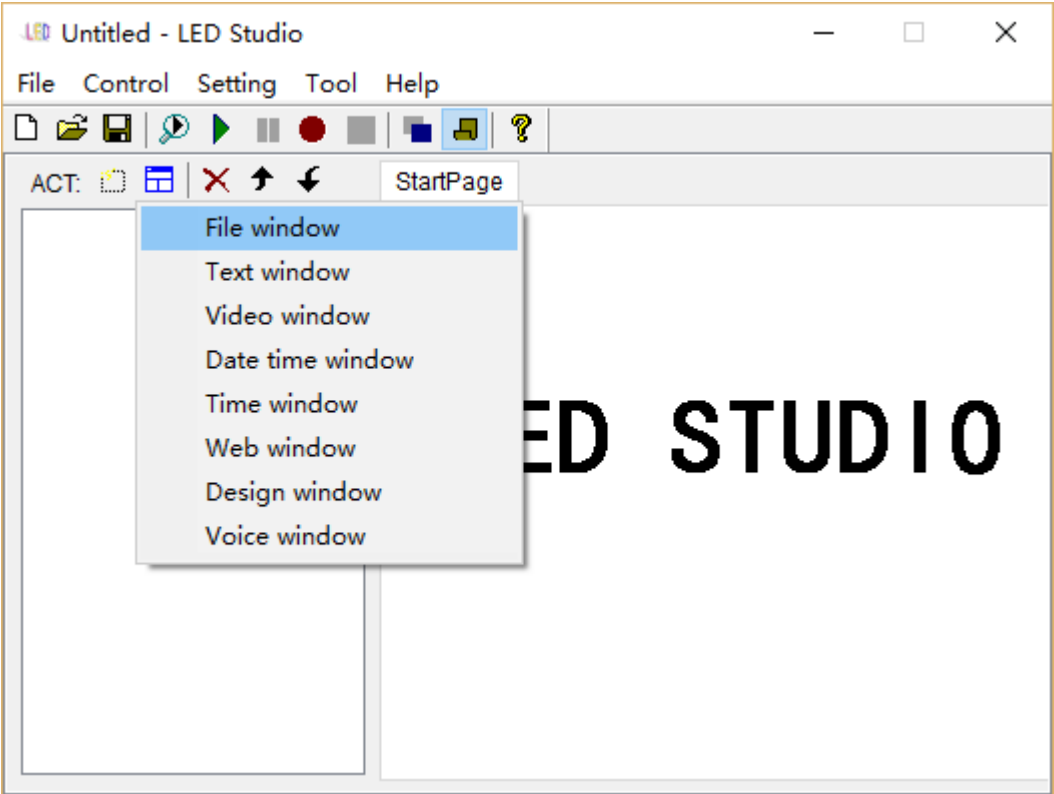 LED Untitled - LED Studio
File Control Setting Tool Help
ACT: StartPage
File window
Text window
Video window
Date time window
Time window
Web window
Design window
Voice window
ED STUDIO